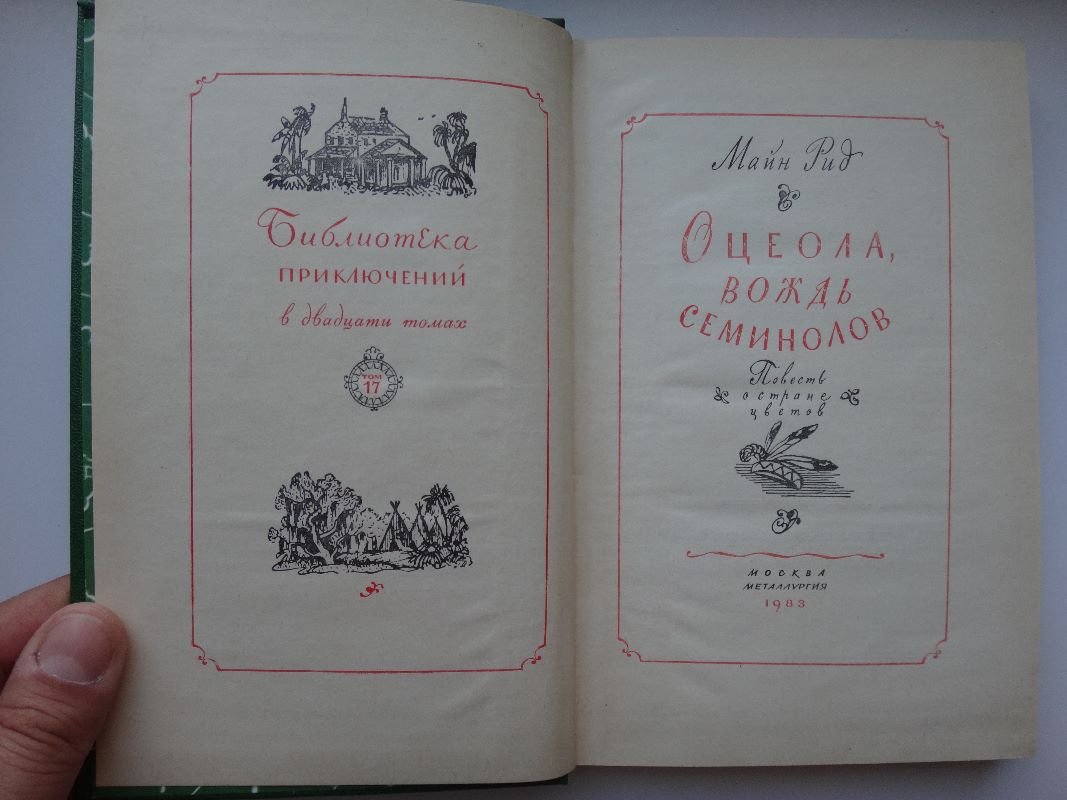 Библиотека
ПРИКЛЮЧЕНИЙ
в двадцати томах
ТОМ
17
Майн Рид
ОЦЕОЛА,
ВОЖДЬ
СЕМИНОЛОВ
Повесть
о стране
цветов
МОСКВА
МЕТАЛЛУРГИЯ
1983